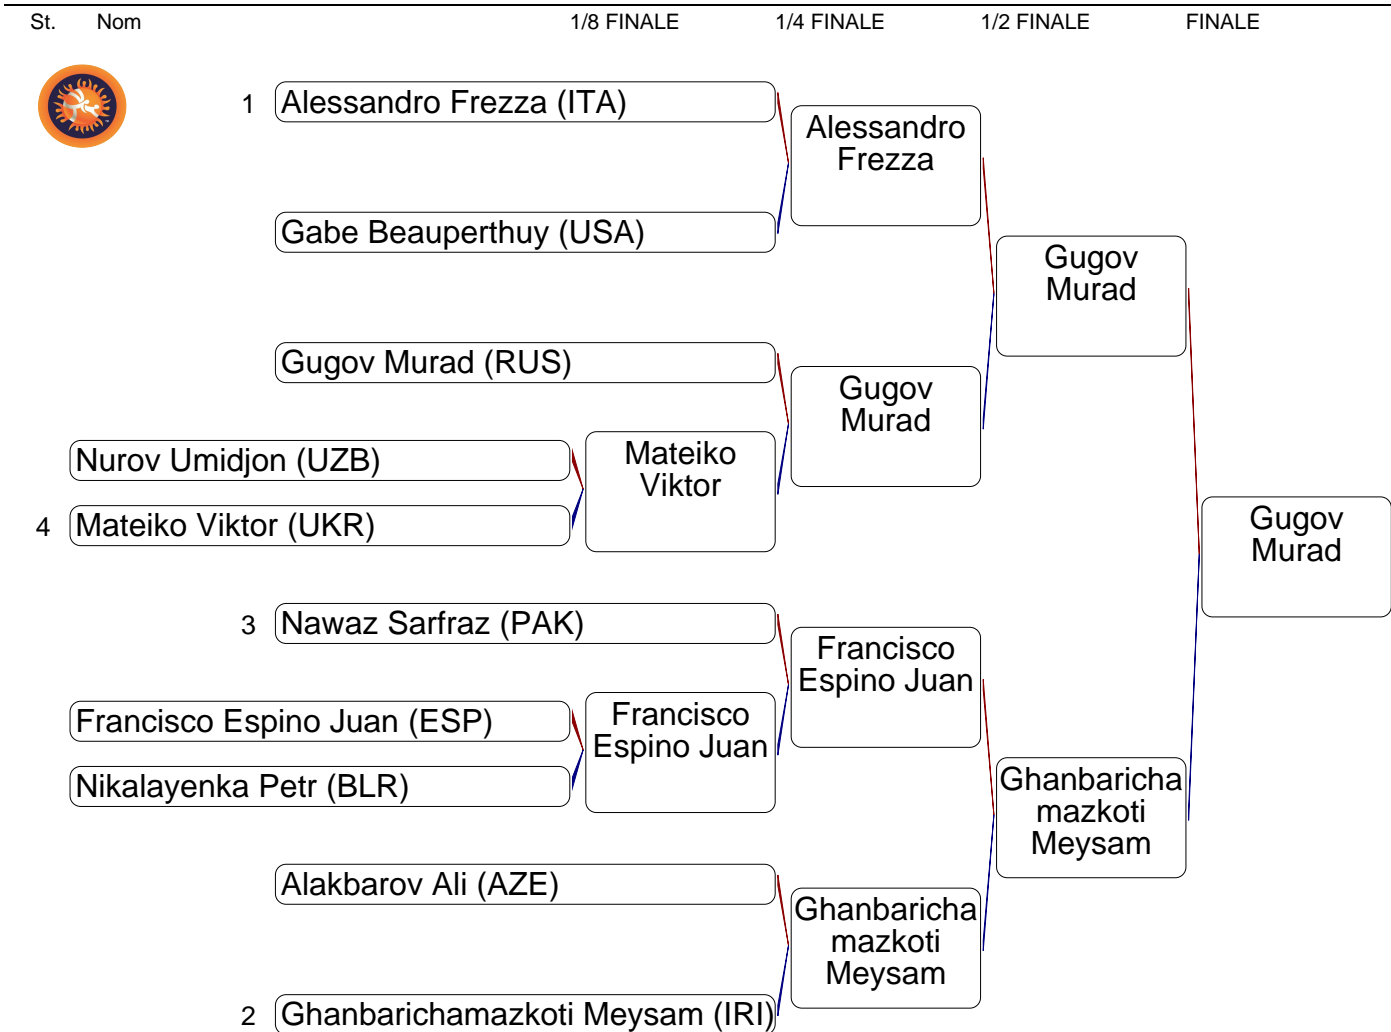 St. Nom 1/8 FINALE 1/4 FINALE 1/2 FINALE FINALE
1 Alessandro Frezza (ITA)
Alessandro
Frezza
Gabe Beauperthuy (USA)
Gugov
Murad
Gugov Murad (RUS)
Gugov
Murad
Nurov Umidjon (UZB)
Mateiko
Viktor
4 Mateiko Viktor (UKR)
Gugov
Murad
3 Nawaz Sarfraz (PAK)
Francisco
Espino Juan
Francisco Espino Juan (ESP)
Francisco
Espino Juan
Nikalayenka Petr (BLR)
Ghanbaricha
mazkoti
Meysam
Alakbarov Ali (AZE)
Ghanbaricha
mazkoti
Meysam
2 Ghanbarichamazkoti Meysam (IRI)